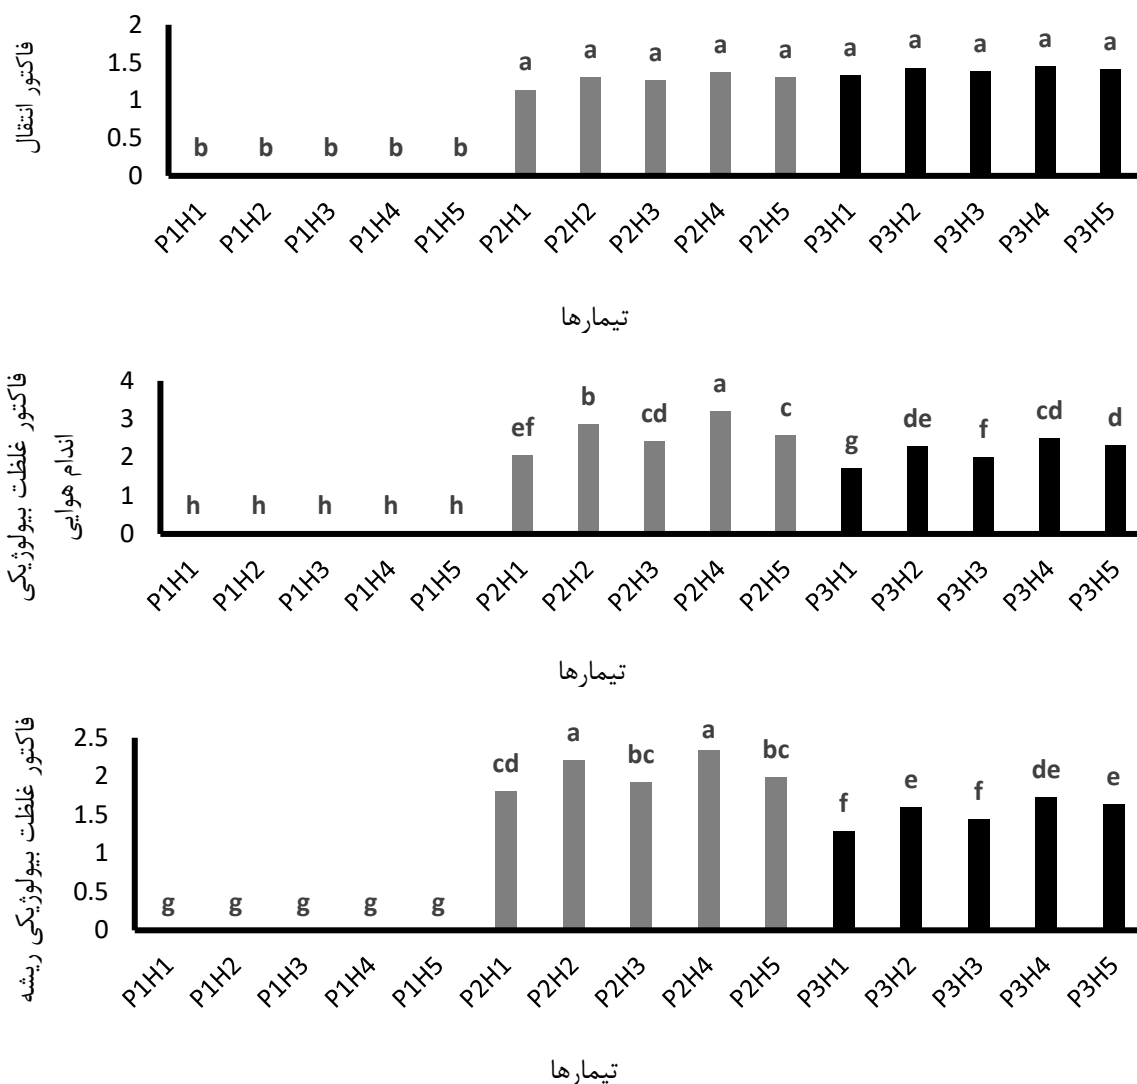 فاکتور انتقال
2
1.5
1
0.5
0
b b b b b a a a a a a a a a a
P1H1 P1H2 P1H3 P1H4 P1H5 P2H1 P2H2 P2H3 P2H4 P2H5 P3H1 P3H2 P3H3 P3H4 P3H5
تیمارها
فاکتور غلظت بیولوژیکی
اندام هوایی
4
3
2
1
0
h h h h h ef b cd a c g de f cd d
P1H1 P1H2 P1H3 P1H4 P1H5 P2H1 P2H2 P2H3 P2H4 P2H5 P3H1 P3H2 P3H3 P3H4 P3H5
تیمارها
فاکتور غلظت بیولوژیکی ریشه
2.5
2
1.5
1
0.5
0
g g g g g cd a bc a bc f e f de e
P1H1 P1H2 P1H3 P1H4 P1H5 P2H1 P2H2 P2H3 P2H4 P2H5 P3H1 P3H2 P3H3 P3H4 P3H5
تیمارها